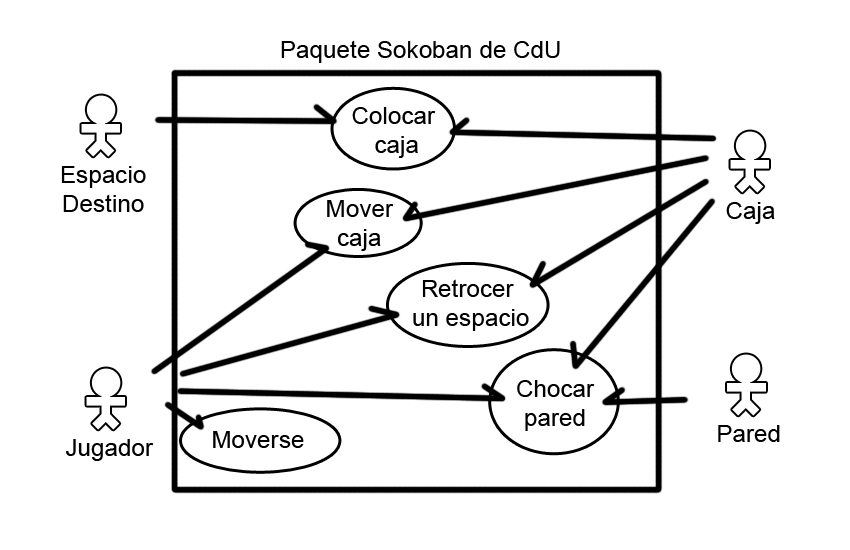 Paquete Sokoban de CdU
Colocar
caja
Espacio
Destino
Caja
Mover
caja
Retrocer
un espacio
Chocar
pared
Jugador
Moverse
Pared